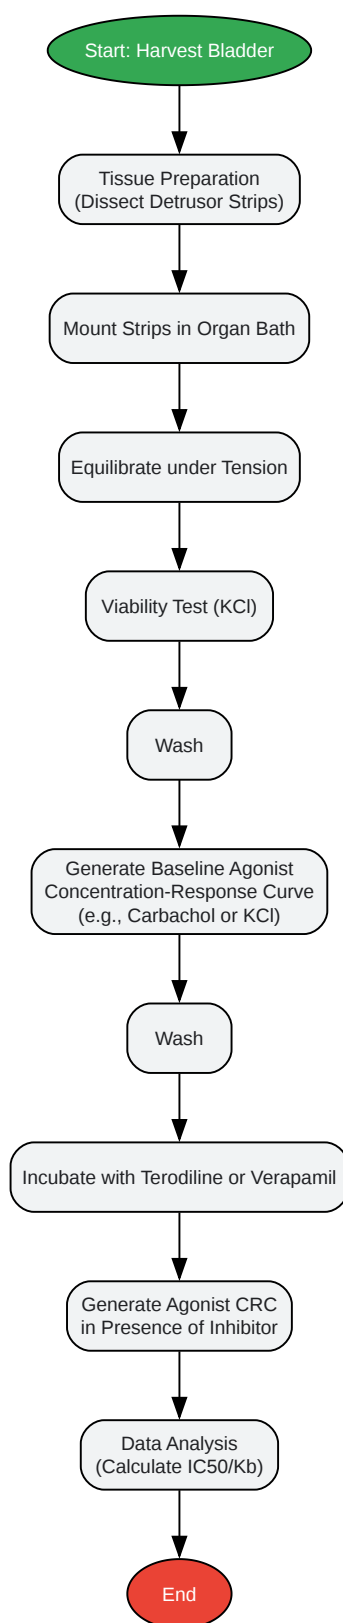 Start: Harvest Bladder
Tissue Preparation
(Dissect Detrusor Strips)
Mount Strips in Organ Bath
Equilibrate under Tension
Viability Test (KCl)
Wash
Generate Baseline Agonist
Concentration-Response Curve
(e.g., Carbachol or KCl)
Wash
Incubate with Terodiline or Verapamil
Generate Agonist CRC
in Presence of Inhibitor
Data Analysis
(Calculate IC50/Kb)
End